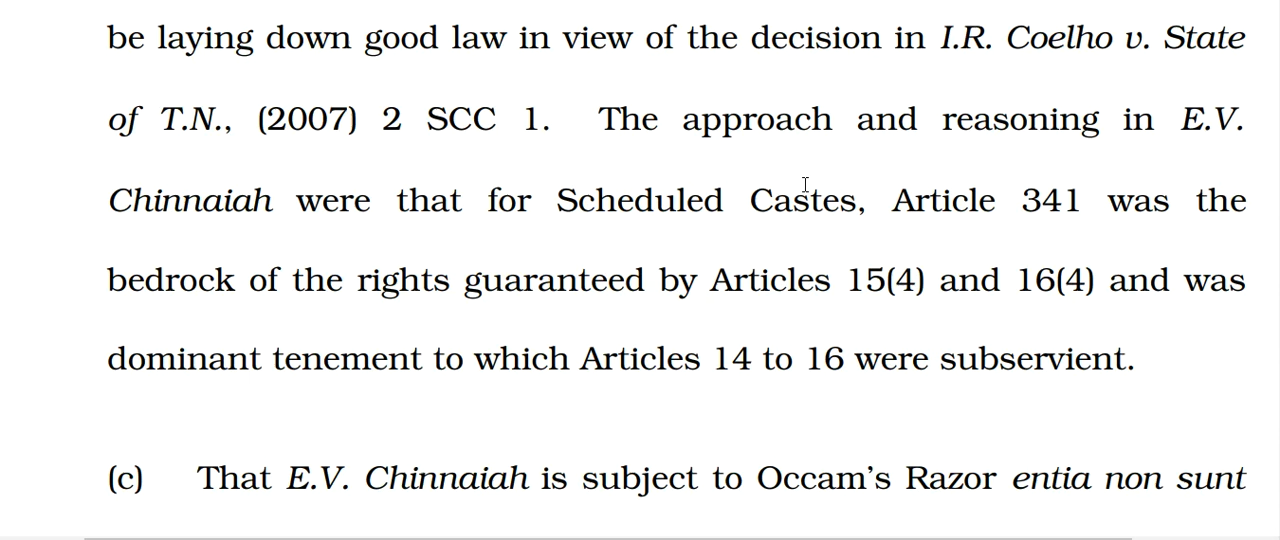 be laying down good law in view of the decision in I.R. Coelho v. State
of T.N., (2007) 2 SCC 1. The approach and reasoning in E.V.
Chinnaiah were that for Scheduled Castes, Article 341 was the
bedrock of the rights guaranteed by Articles 15(4) and 16(4) and was
dominant tenement to which Articles 14 to 16 were subservient.
(c) That E.V. Chinnaiah is subject to Occam’s Razor entia non sunt